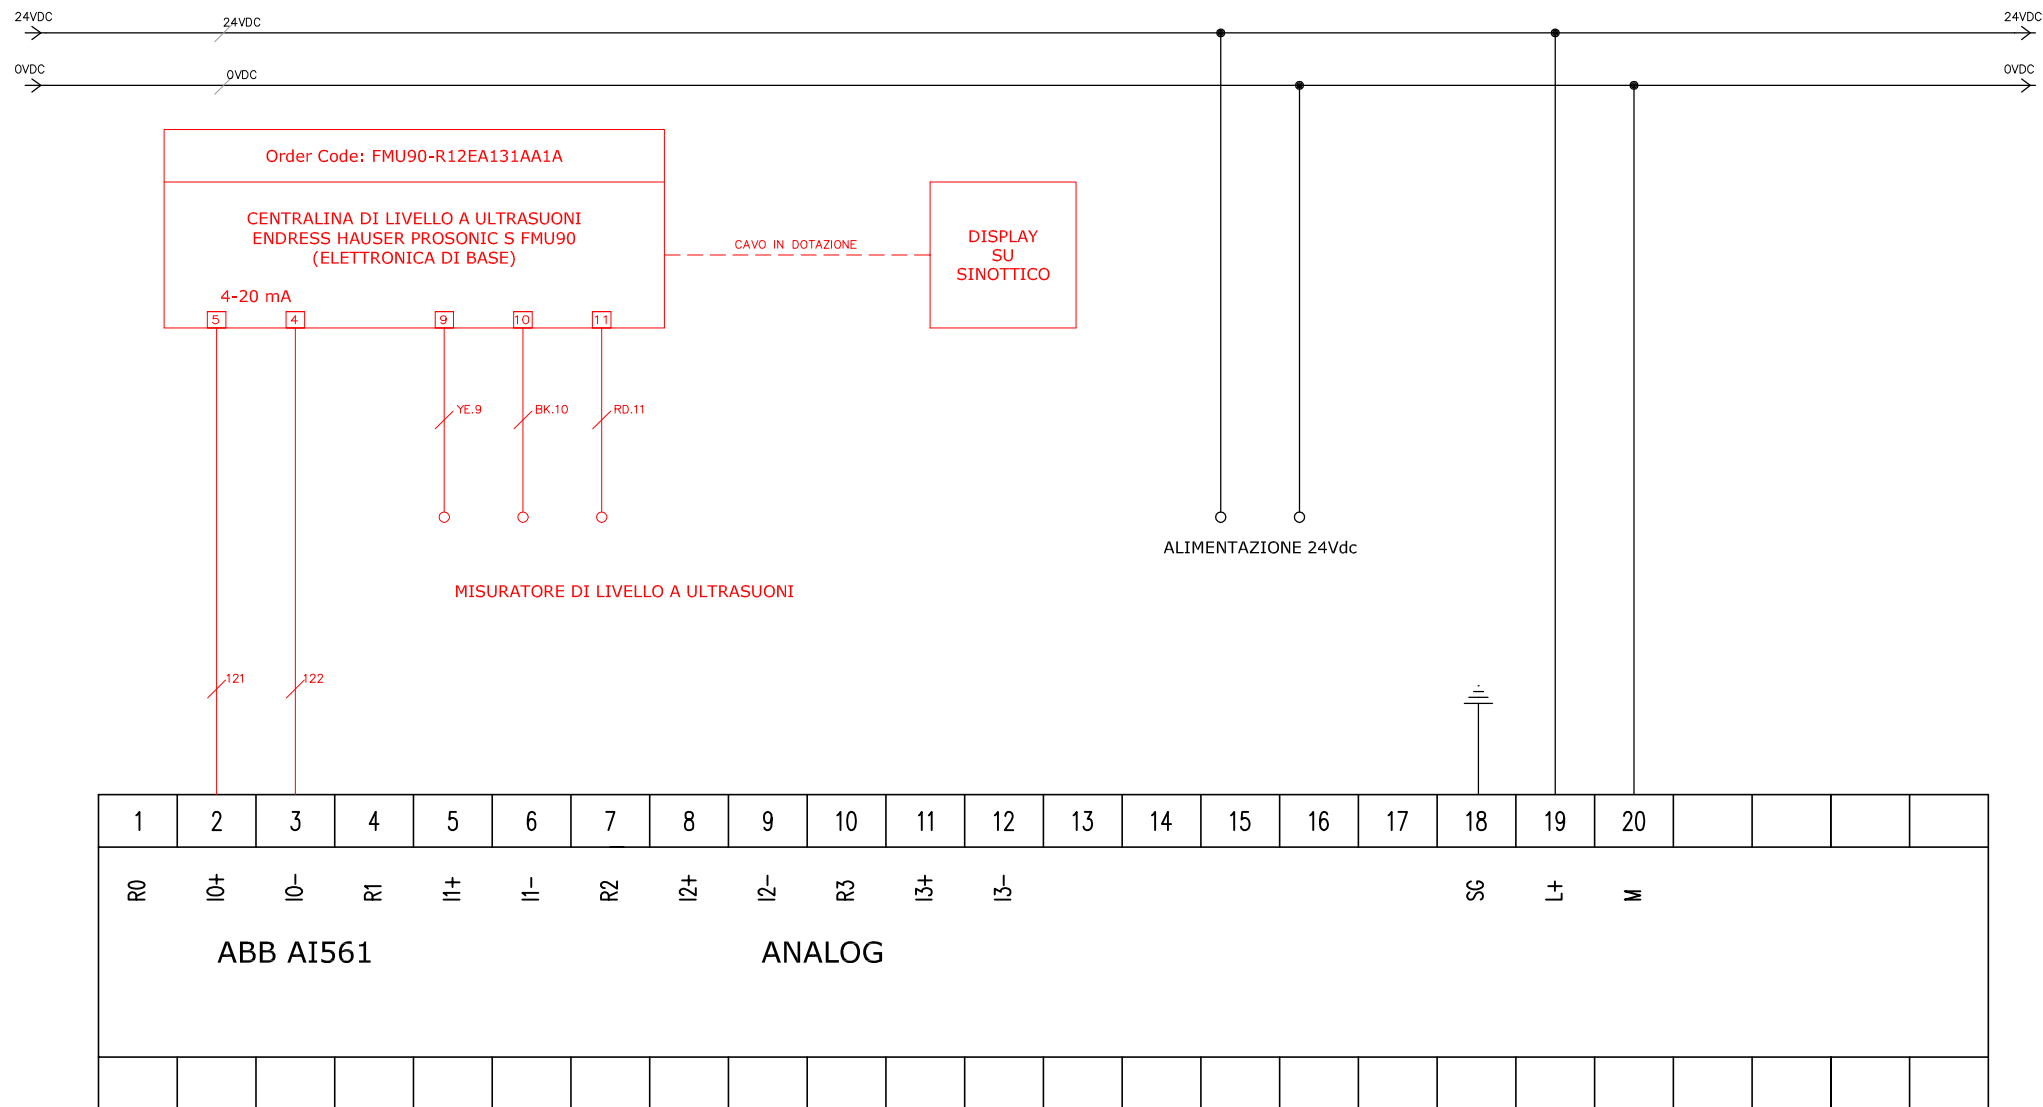 24VDC
24VDC
24VDC
0VDC
0VDC
0VDC
Order Code: FMU90-R12EA131AA1A
CENTRALINA DI LIVELLO A ULTRASUONI
ENDRESS HAUSER PROSONIC S FMU90
(ELETTRONICA DI BASE)
4-20 mA
5
4
9
10
11
CAVO IN DOTAZIONE
DISPLAY
SU
SINOTTICO
YE.9
BK.10
RD.11
ALIMENTAZIONE 24Vdc
MISURATORE DI LIVELLO A ULTRASUONI
121
122
1
2
3
4
5
6
7
8
9
10
11
12
13
14
15
16
17
18
19
20
R0
I0+
I0-
R1
I1+
I1-
R2
I2+
I2-
R3
I3+
I3-
SG
L+
M
ABB AI561
ANALOG